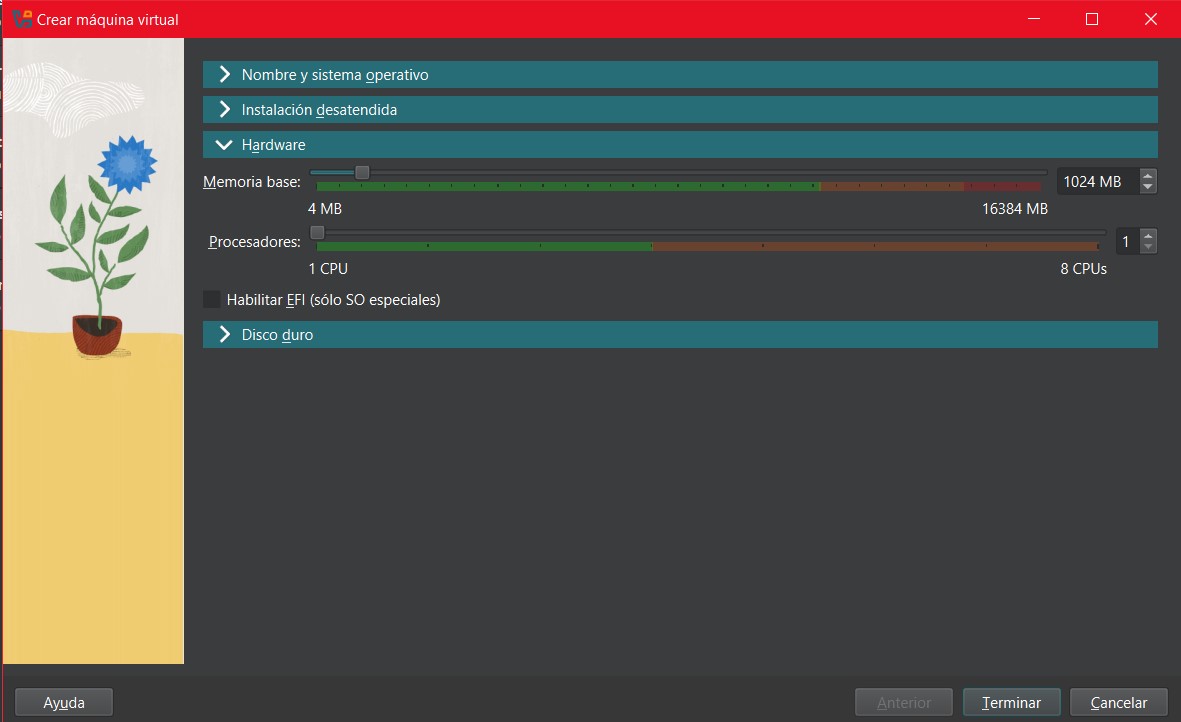 Crear máquina virtual
Nombre y sistema operativo
Instalación desatendida
Hardware
Memoria base:
1024 MB
4 MB
16384 MB
Procesadores:
1
1 CPU
8 CPUs
Habilitar EFI (sólo SO especiales)
Disco duro
Ayuda
Anterior
Terminar
Cancelar